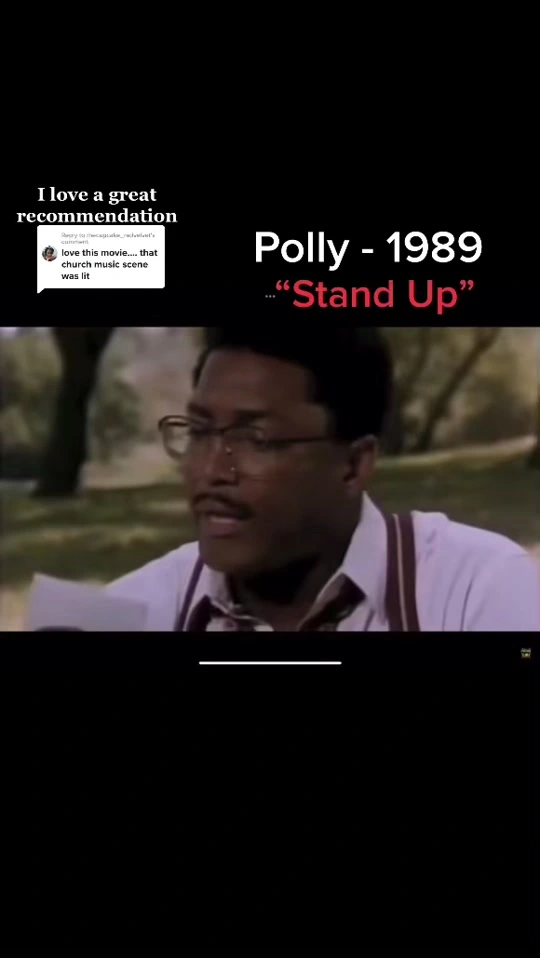 I love a great
recommendation
Reply to
comment
love this movie.... that
church music scene
was lit
Polly - 1989
“Stand Up”